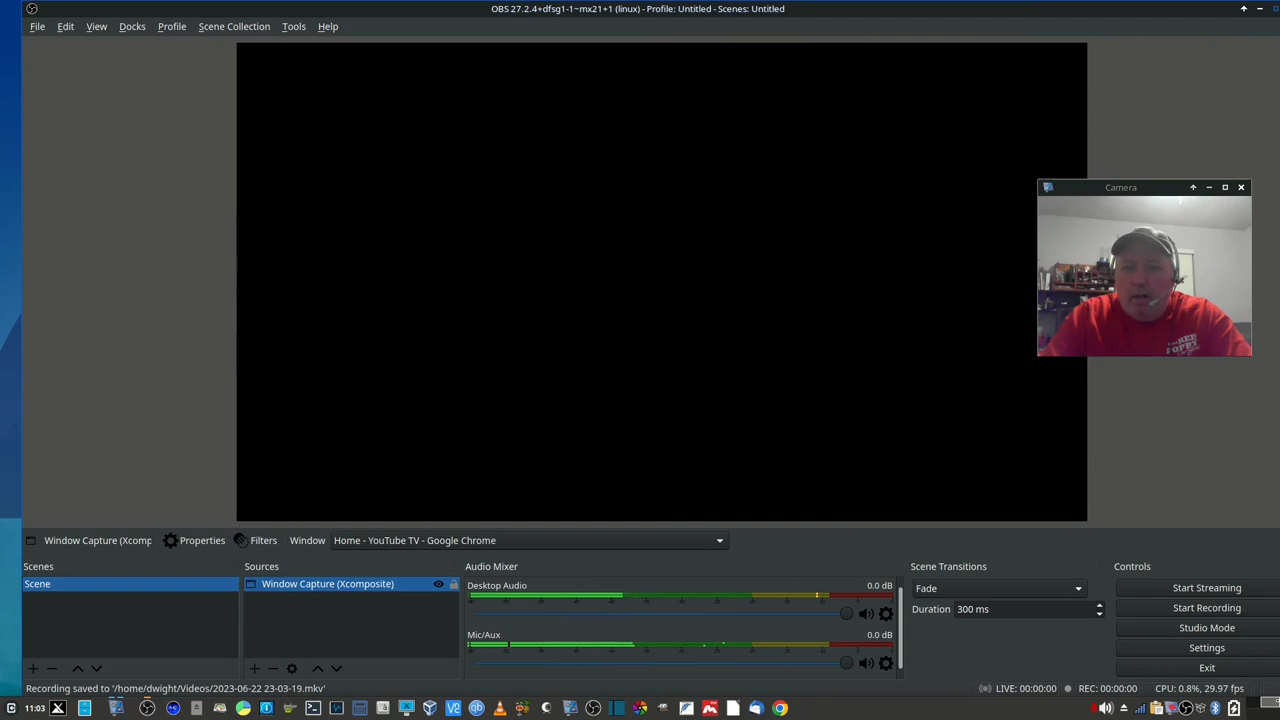 OBS 27.2.4+dfsg1-1~mx21+1 (linux) - Profile: Untitled - Scenes: Untitled
File Edit View Docks Profile Scene Collection Tools Help
Camera
Window Capture (Xcomp Properties Filters Window Home - YouTube TV - Google Chrome
Scenes Sources Audio Mixer Scene Transitions Controls
Scene
Window Capture (Xcomposite)
Desktop Audio 0.0 dB
Mic/Aux 0.0 dB
Fade
Duration 300 ms
Start Streaming
Start Recording
Studio Mode
Settings
Exit
Recording saved to '/home/dwight/Videos/2023-06-22 23-03-19.mkv' LIVE: 00:00:00 REC: 00:00:00 CPU: 0.8%, 29.97 fps
11:03